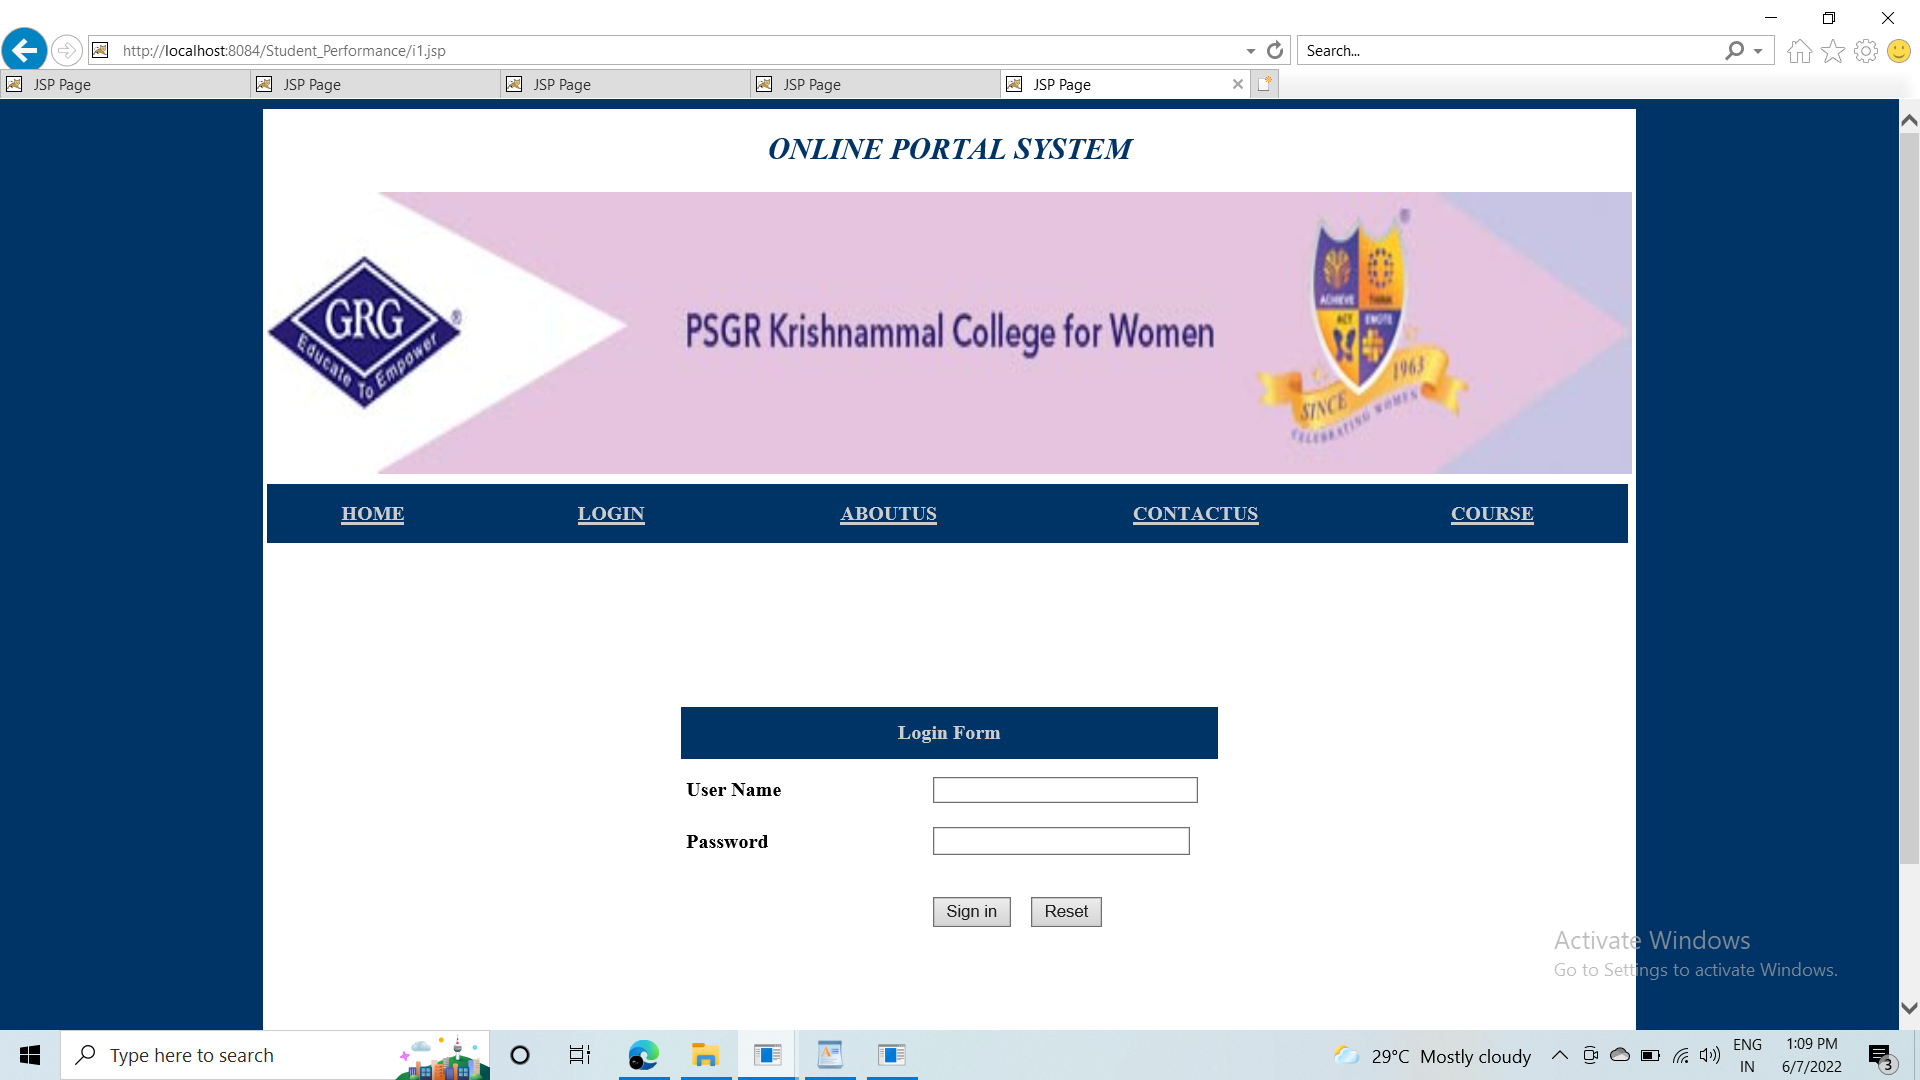 http://localhost:8084/Student_Performance/i1.jsp
Search...
JSP Page
JSP Page
JSP Page
JSP Page
JSP Page
ONLINE PORTAL SYSTEM
GRG
Educate To Empower
®
PSGR Krishnammal College for Women
®
ACHIEVE THINK
ACT EMOTE
SINCE 1963
CELEBRATING WOMEN
HOME LOGIN ABOUTUS CONTACTUS COURSE
Login Form
User Name
Password
Sign in Reset
Activate Windows
Go to Settings to activate Windows.
Type here to search
29°C Mostly cloudy
ENG
IN
1:09 PM
6/7/2022
3